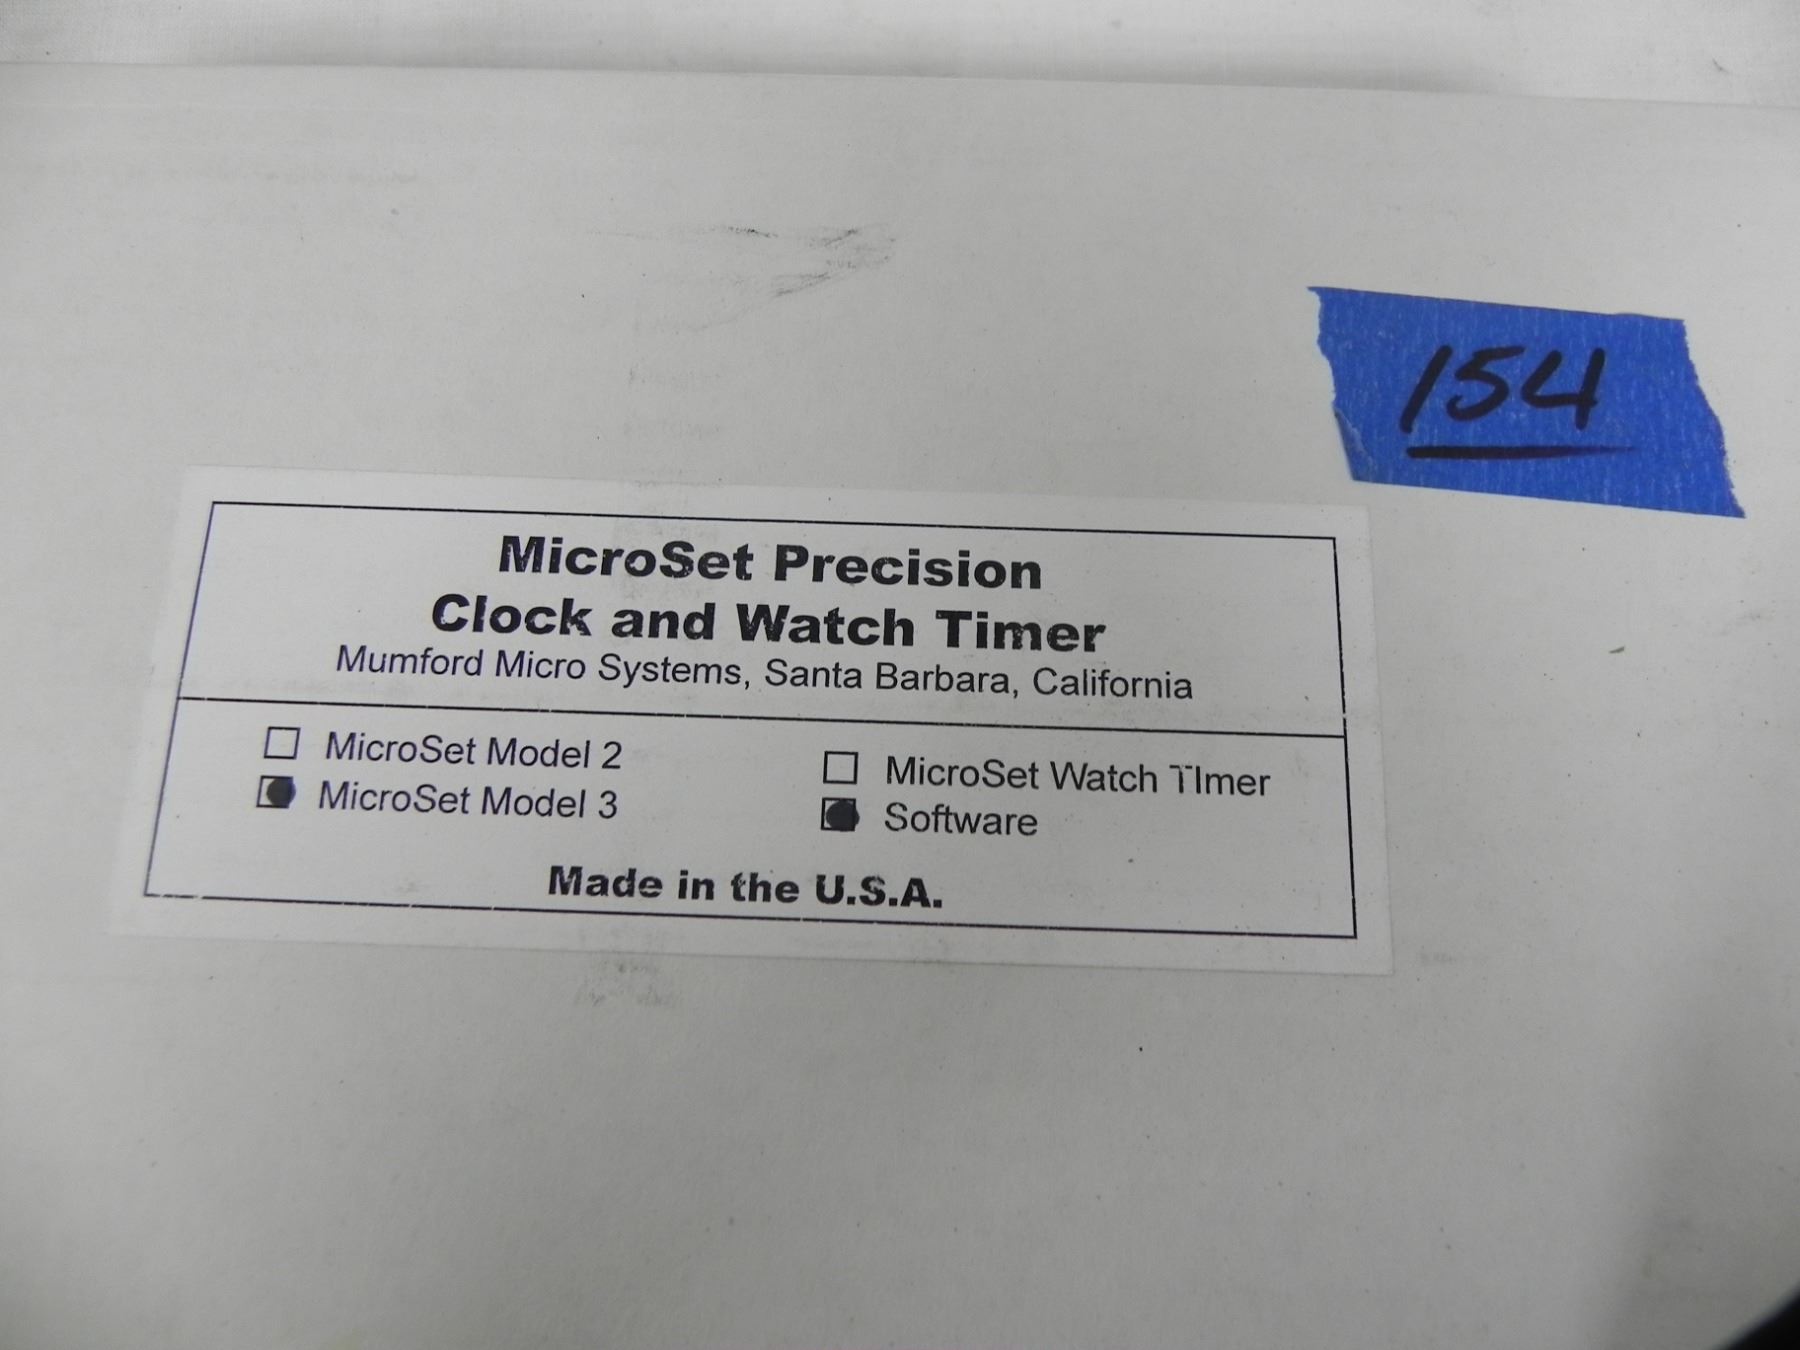 154
MicroSet Precision
Clock and Watch Timer
Mumford Micro Systems, Santa Barbara, California
MicroSet Model 2
MicroSet Model 3
MicroSet Watch TImer
Software
Made in the U.S.A.